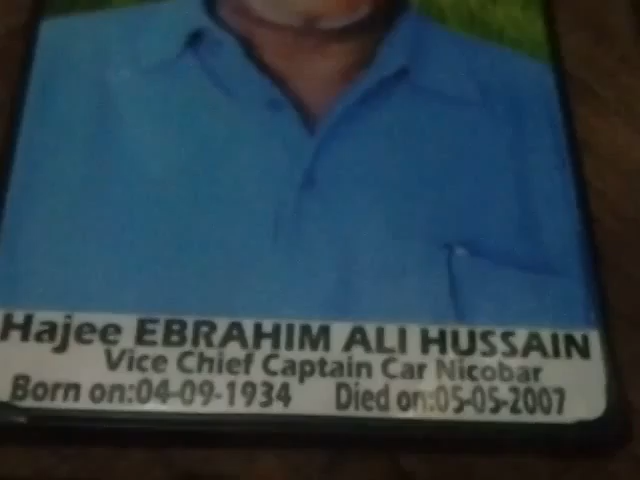 Hajee EBRAHIM ALI HUSSAIN
Vice Chief Captain Car Nicobar
Born on:04-09-1934 Died on:05-05-2007